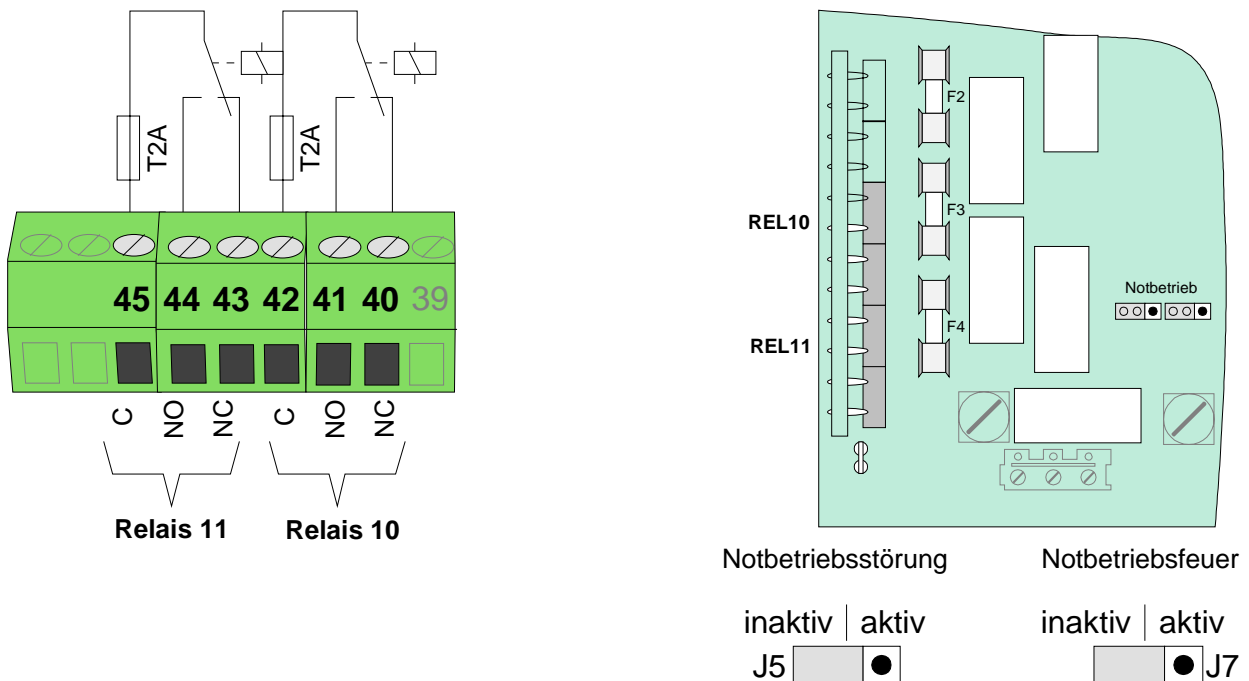 T2A
T2A
45 44 43 42 41 40 39
C NO NC C NO NC
Relais 11 Relais 10
F2
F3
REL10
Notbetrieb
F4
REL11
Notbetriebsstörung Notbetriebsfeuer
inaktiv aktiv inaktiv aktiv
J5 J7